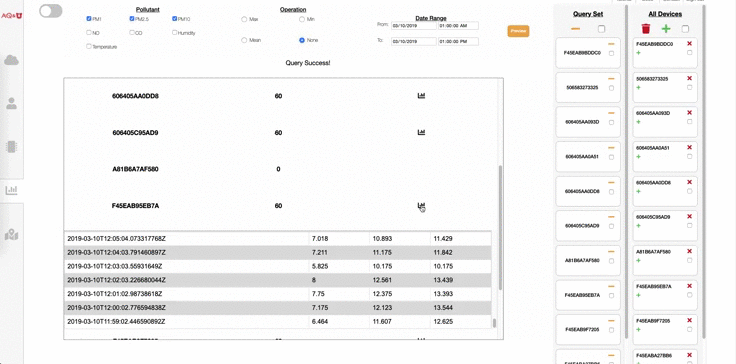 AQ&U
Pollutant
PM1
PM2.5
PM10
NO
CO
Humidity
Temperature
Operation
Max
Min
Mean
None
Date Range
From: 03/10/2019 01:00:00 AM
To: 03/10/2019 01:00:00 PM
Preview
Query Success!
606405AA0DD8 60
606405C95AD9 60
A81B6A7AF580 0
F45EAB95EB7A 60
2019-03-10T12:05:04.073317768Z 7.018 10.893 11.429
2019-03-10T12:04:03.791460897Z 7.211 11.175 11.842
2019-03-10T12:03:03.55931649Z 5.825 10.175 10.175
2019-03-10T12:02:03.226680044Z 8 12.561 13.439
2019-03-10T12:01:02.98738618Z 7.75 12.375 13.393
2019-03-10T12:00:02.776594838Z 7.175 12.123 13.544
2019-03-10T11:59:02.446590892Z 6.464 11.607 12.625
Query Set
F45EAB9BDDC0
506583273325
606405AA093D
606405AA0A51
606405AA0DD8
606405C95AD9
A81B6A7AF580
F45EAB95EB7A
F45EAB9F7205
F45EABA27BB6
All Devices
F45EAB9BDDC0
506583273325
606405AA093D
606405AA0A51
606405AA0DD8
606405C95AD9
A81B6A7AF580
F45EAB95EB7A
F45EAB9F7205
F45EABA27BB6